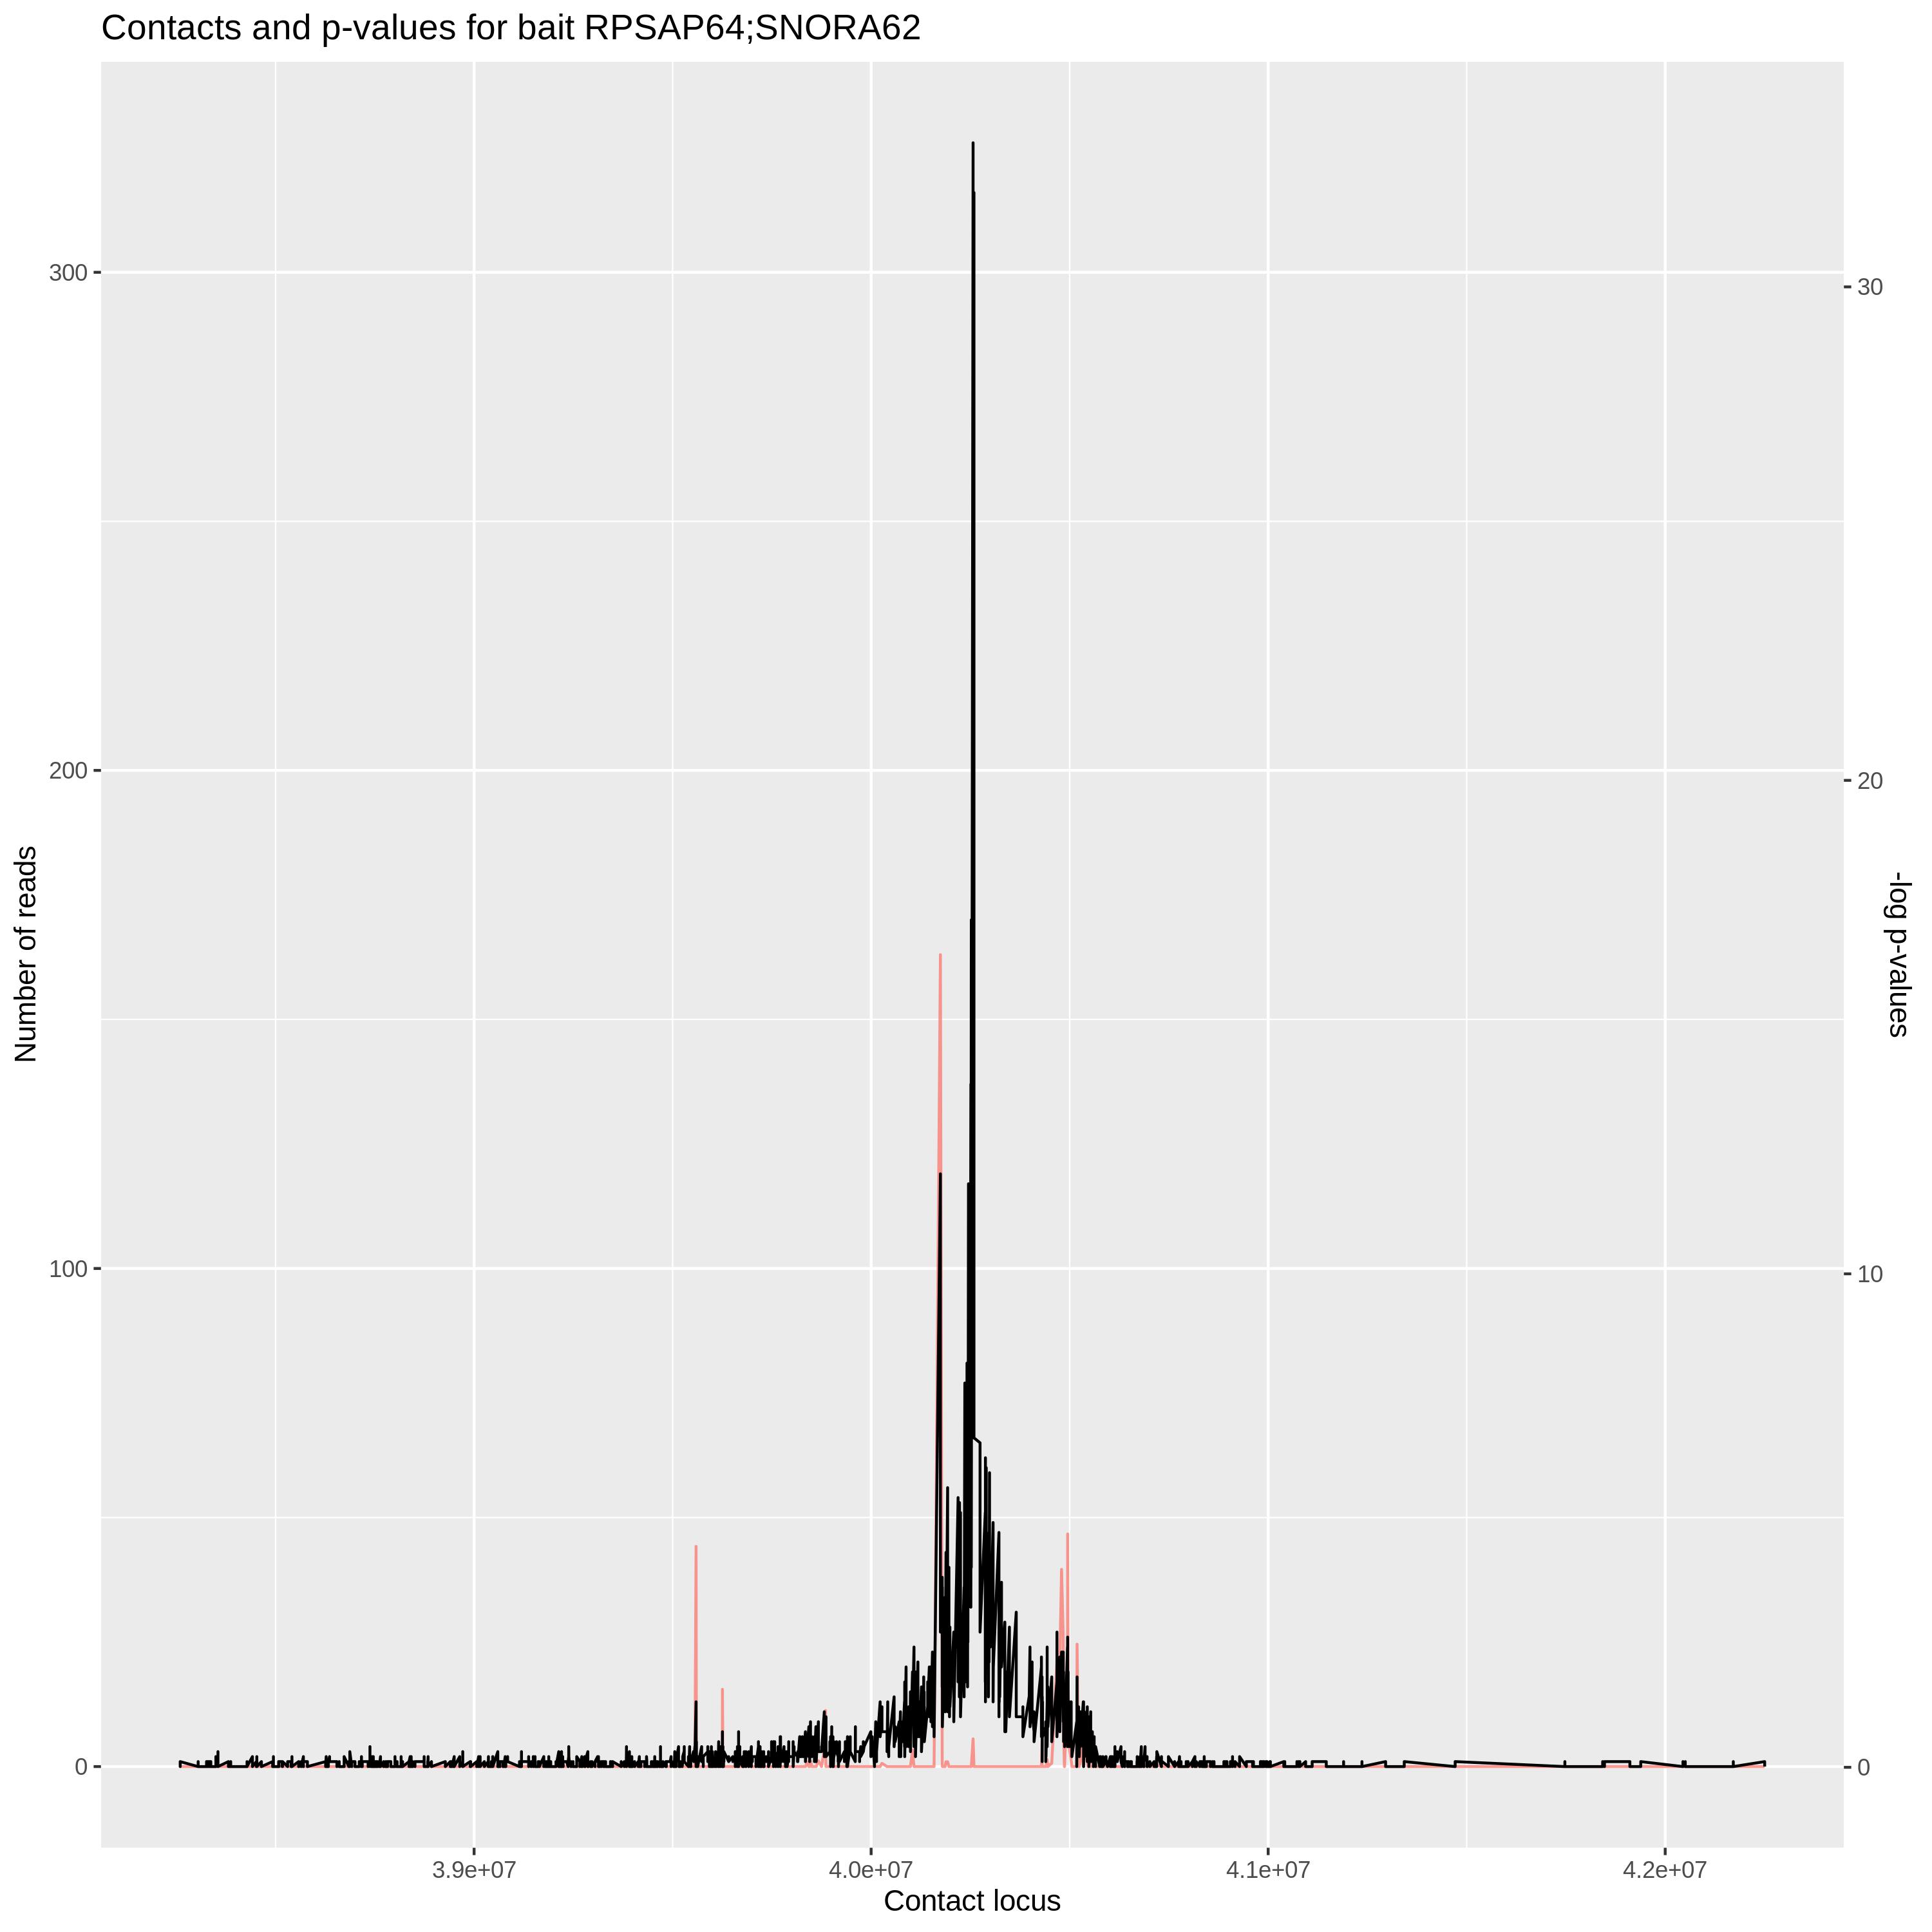 Contacts and p-values for bait RPSAP64;SNORA62
300
200
100
0
Number of reads
30
20
10
0
-log p-values
3.9e+07
4.0e+07
4.1e+07
4.2e+07
Contact locus